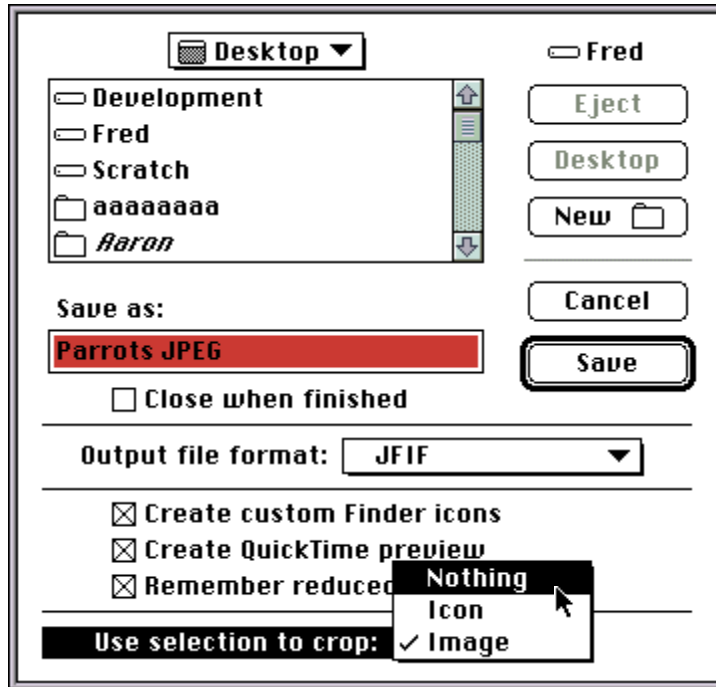 Desktop
Fred
Development
Fred
Scratch
aaaaaaaa
Aaron
Eject
Desktop
New
Save as:
Parrots JPEG
Cancel
Save
Close when finished
Output file format: JFIF
Create custom Finder icons
Create QuickTime preview
Remember reduced
Nothing
Icon
Use selection to crop: ✓ Image